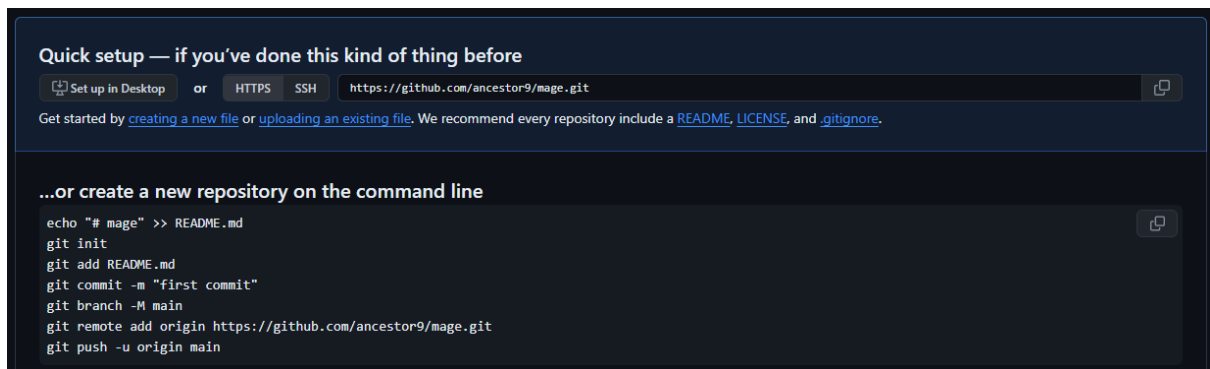 Quick setup — if you've done this kind of thing before
Set up in Desktop or HTTPS SSH https://github.com/ancestor9/mage.git
Get started by creating a new file or uploading an existing file. We recommend every repository include a README, LICENSE, and .gitignore.
...or create a new repository on the command line
echo "# mage" >> README.md
git init
git add README.md
git commit -m "first commit"
git branch -M main
git remote add origin https://github.com/ancestor9/mage.git
git push -u origin main